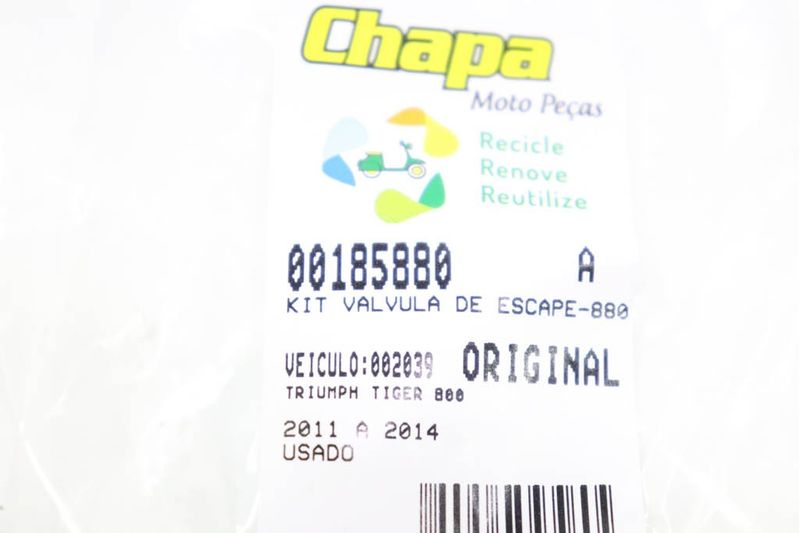 Chapa
Moto Peças
Recicle
Renove
Reutilize
00185880 A
KIT VALVULA DE ESCAPE-880
VEICULO:002039 ORIGINAL
TRIUMPH TIGER 800
2011 A 2014
USADO